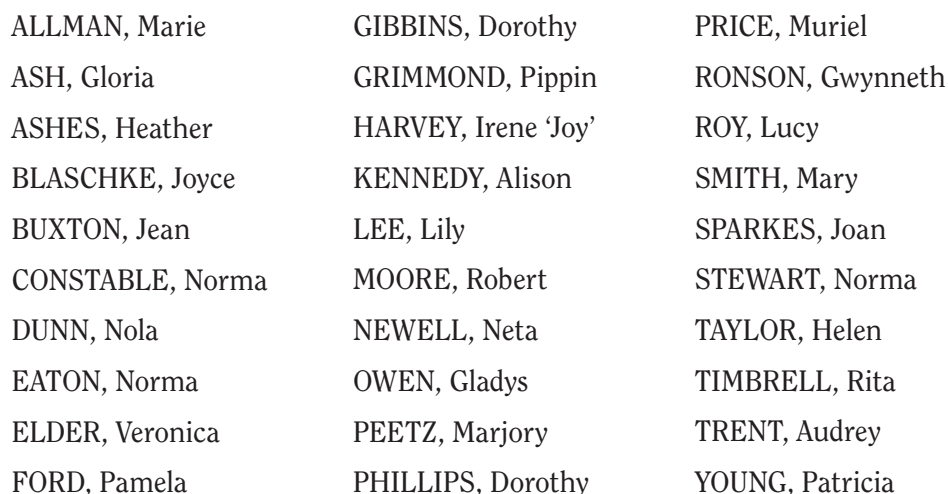 ALLMAN, Marie
ASH, Gloria
ASHES, Heather
BLASCHKE, Joyce
BUXTON, Jean
CONSTABLE, Norma
DUNN, Nola
EATON, Norma
ELDER, Veronica
FORD, Pamela
GIBBINS, Dorothy
GRIMMOND, Pippin
HARVEY, Irene ‘Joy’
KENNEDY, Alison
LEE, Lily
MOORE, Robert
NEWELL, Neta
OWEN, Gladys
PEETZ, Marjory
PHILLIPS, Dorothy
PRICE, Muriel
RONSON, Gwynneth
ROY, Lucy
SMITH, Mary
SPARKES, Joan
STEWART, Norma
TAYLOR, Helen
TIMBRELL, Rita
TRENT, Audrey
YOUNG, Patricia